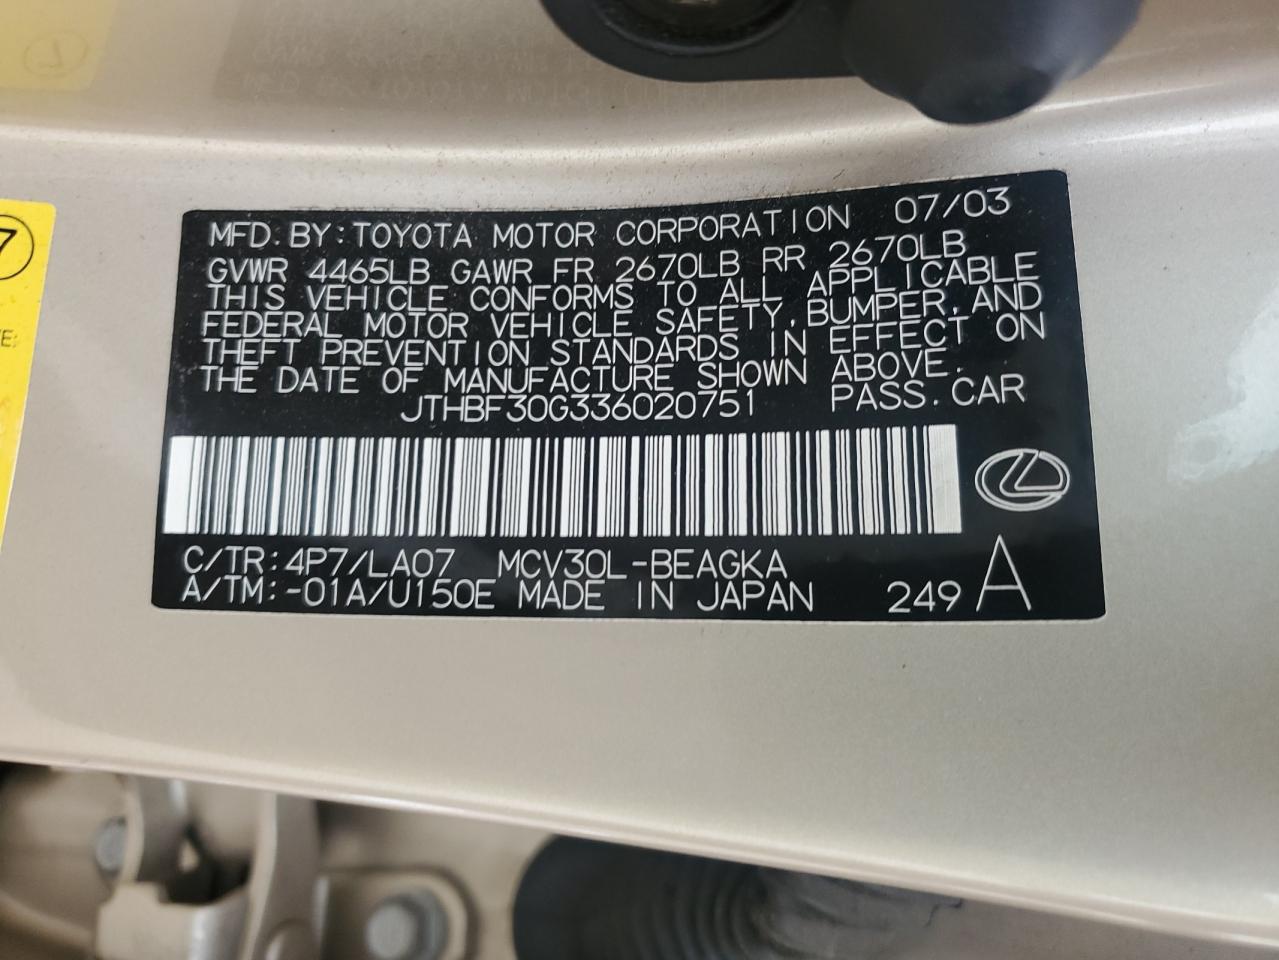 MFD. BY: TOYOTA MOTOR CORPORATION 07/03
GVWR 4465LB GAWR FR 2670LB RR 2670LB
THIS VEHICLE CONFORMS TO ALL APPLICABLE
FEDERAL MOTOR VEHICLE SAFETY, BUMPER, AND
THEFT PREVENTION STANDARDS IN EFFECT ON
THE DATE OF MANUFACTURE SHOWN ABOVE.
JTHBF30G336020751 PASS. CAR
C/TR: 4P7/LA07 MCV30L-BEAGKA
A/TM: -01A/U150E MADE IN JAPAN 249 A
7
E: